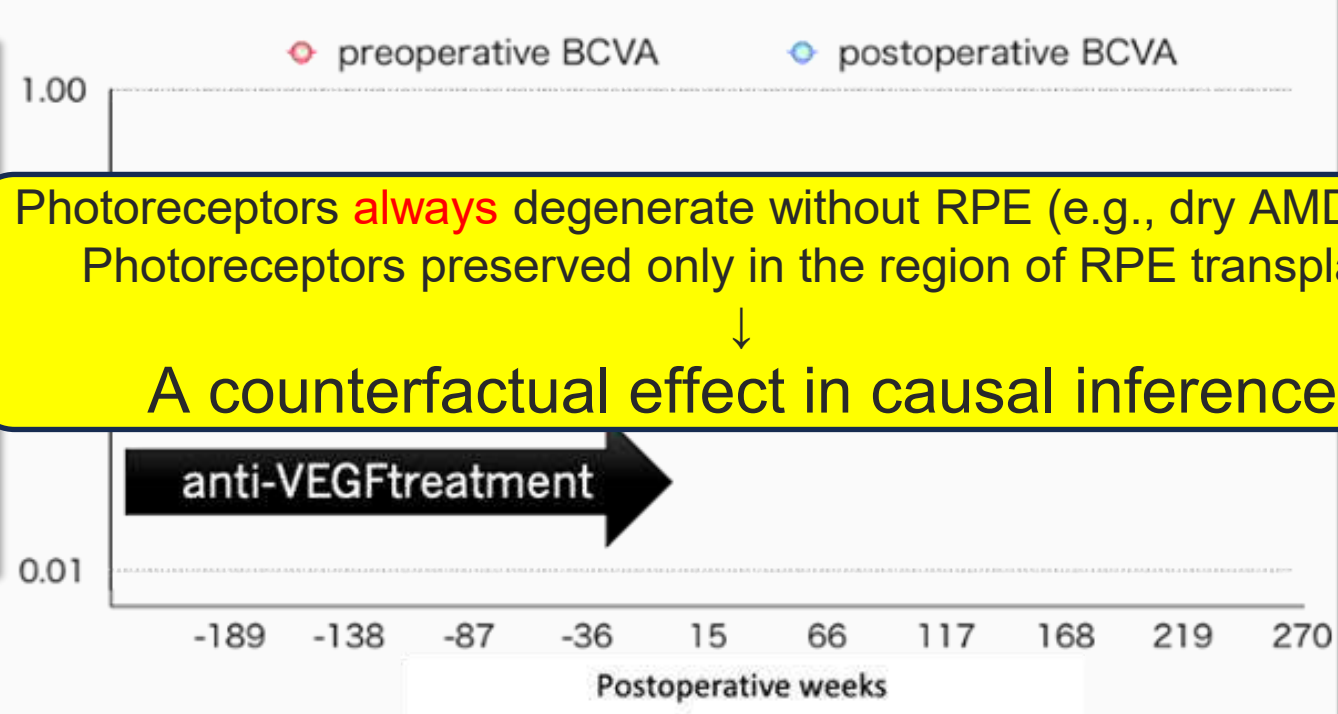 preoperative BCVA postoperative BCVA
1.00
Photoreceptors always degenerate without RPE (e.g., dry AMD
Photoreceptors preserved only in the region of RPE
↓
A counterfactual effect in causal inference
anti-VEGFtreatment
0.01
-189 -138 -87 -36 15 66 117 168 219 270
Postoperative weeks